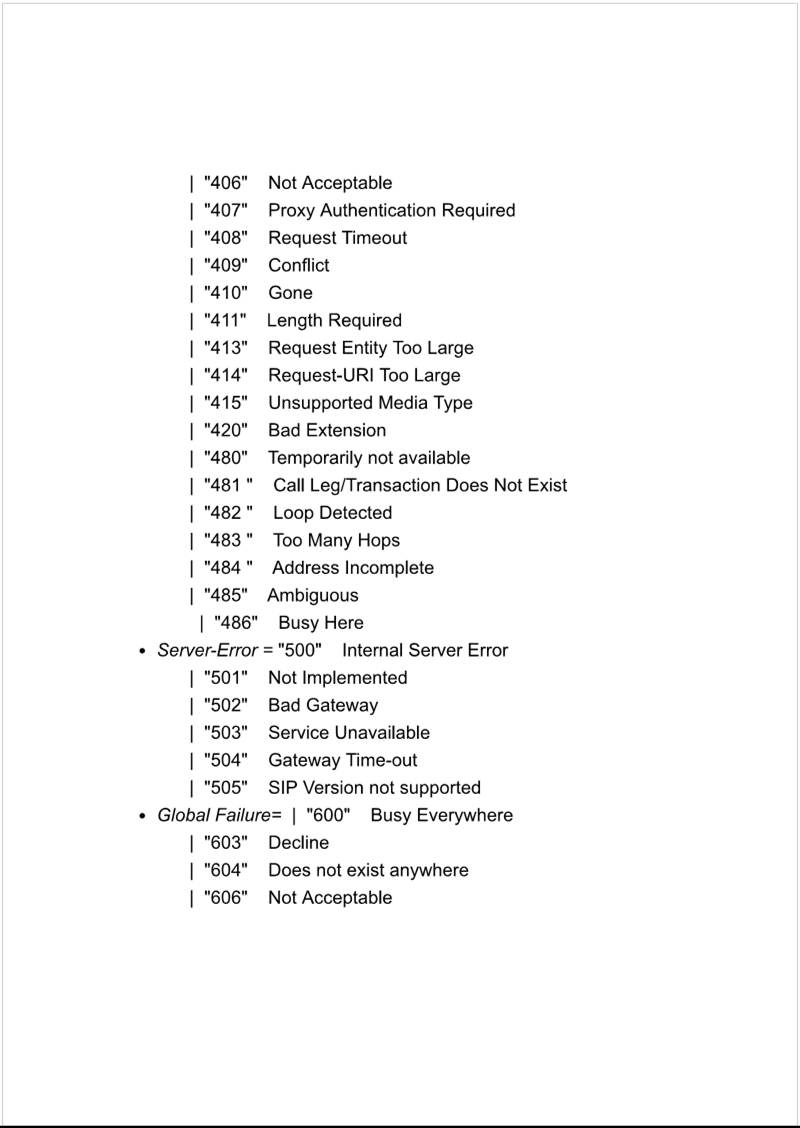 | "406" Not Acceptable
| "407" Proxy Authentication Required
| "408" Request Timeout
| "409" Conflict
| "410" Gone
| "411" Length Required
| "413" Request Entity Too Large
| "414" Request-URI Too Large
| "415" Unsupported Media Type
| "420" Bad Extension
| "480" Temporarily not available
| "481 " Call Leg/Transaction Does Not Exist
| "482 " Loop Detected
| "483 " Too Many Hops
| "484 " Address Incomplete
| "485" Ambiguous
| "486" Busy Here
• Server-Error = "500" Internal Server Error
| "501" Not Implemented
| "502" Bad Gateway
| "503" Service Unavailable
| "504" Gateway Time-out
| "505" SIP Version not supported
• Global Failure= | "600" Busy Everywhere
| "603" Decline
| "604" Does not exist anywhere
| "606" Not Acceptable